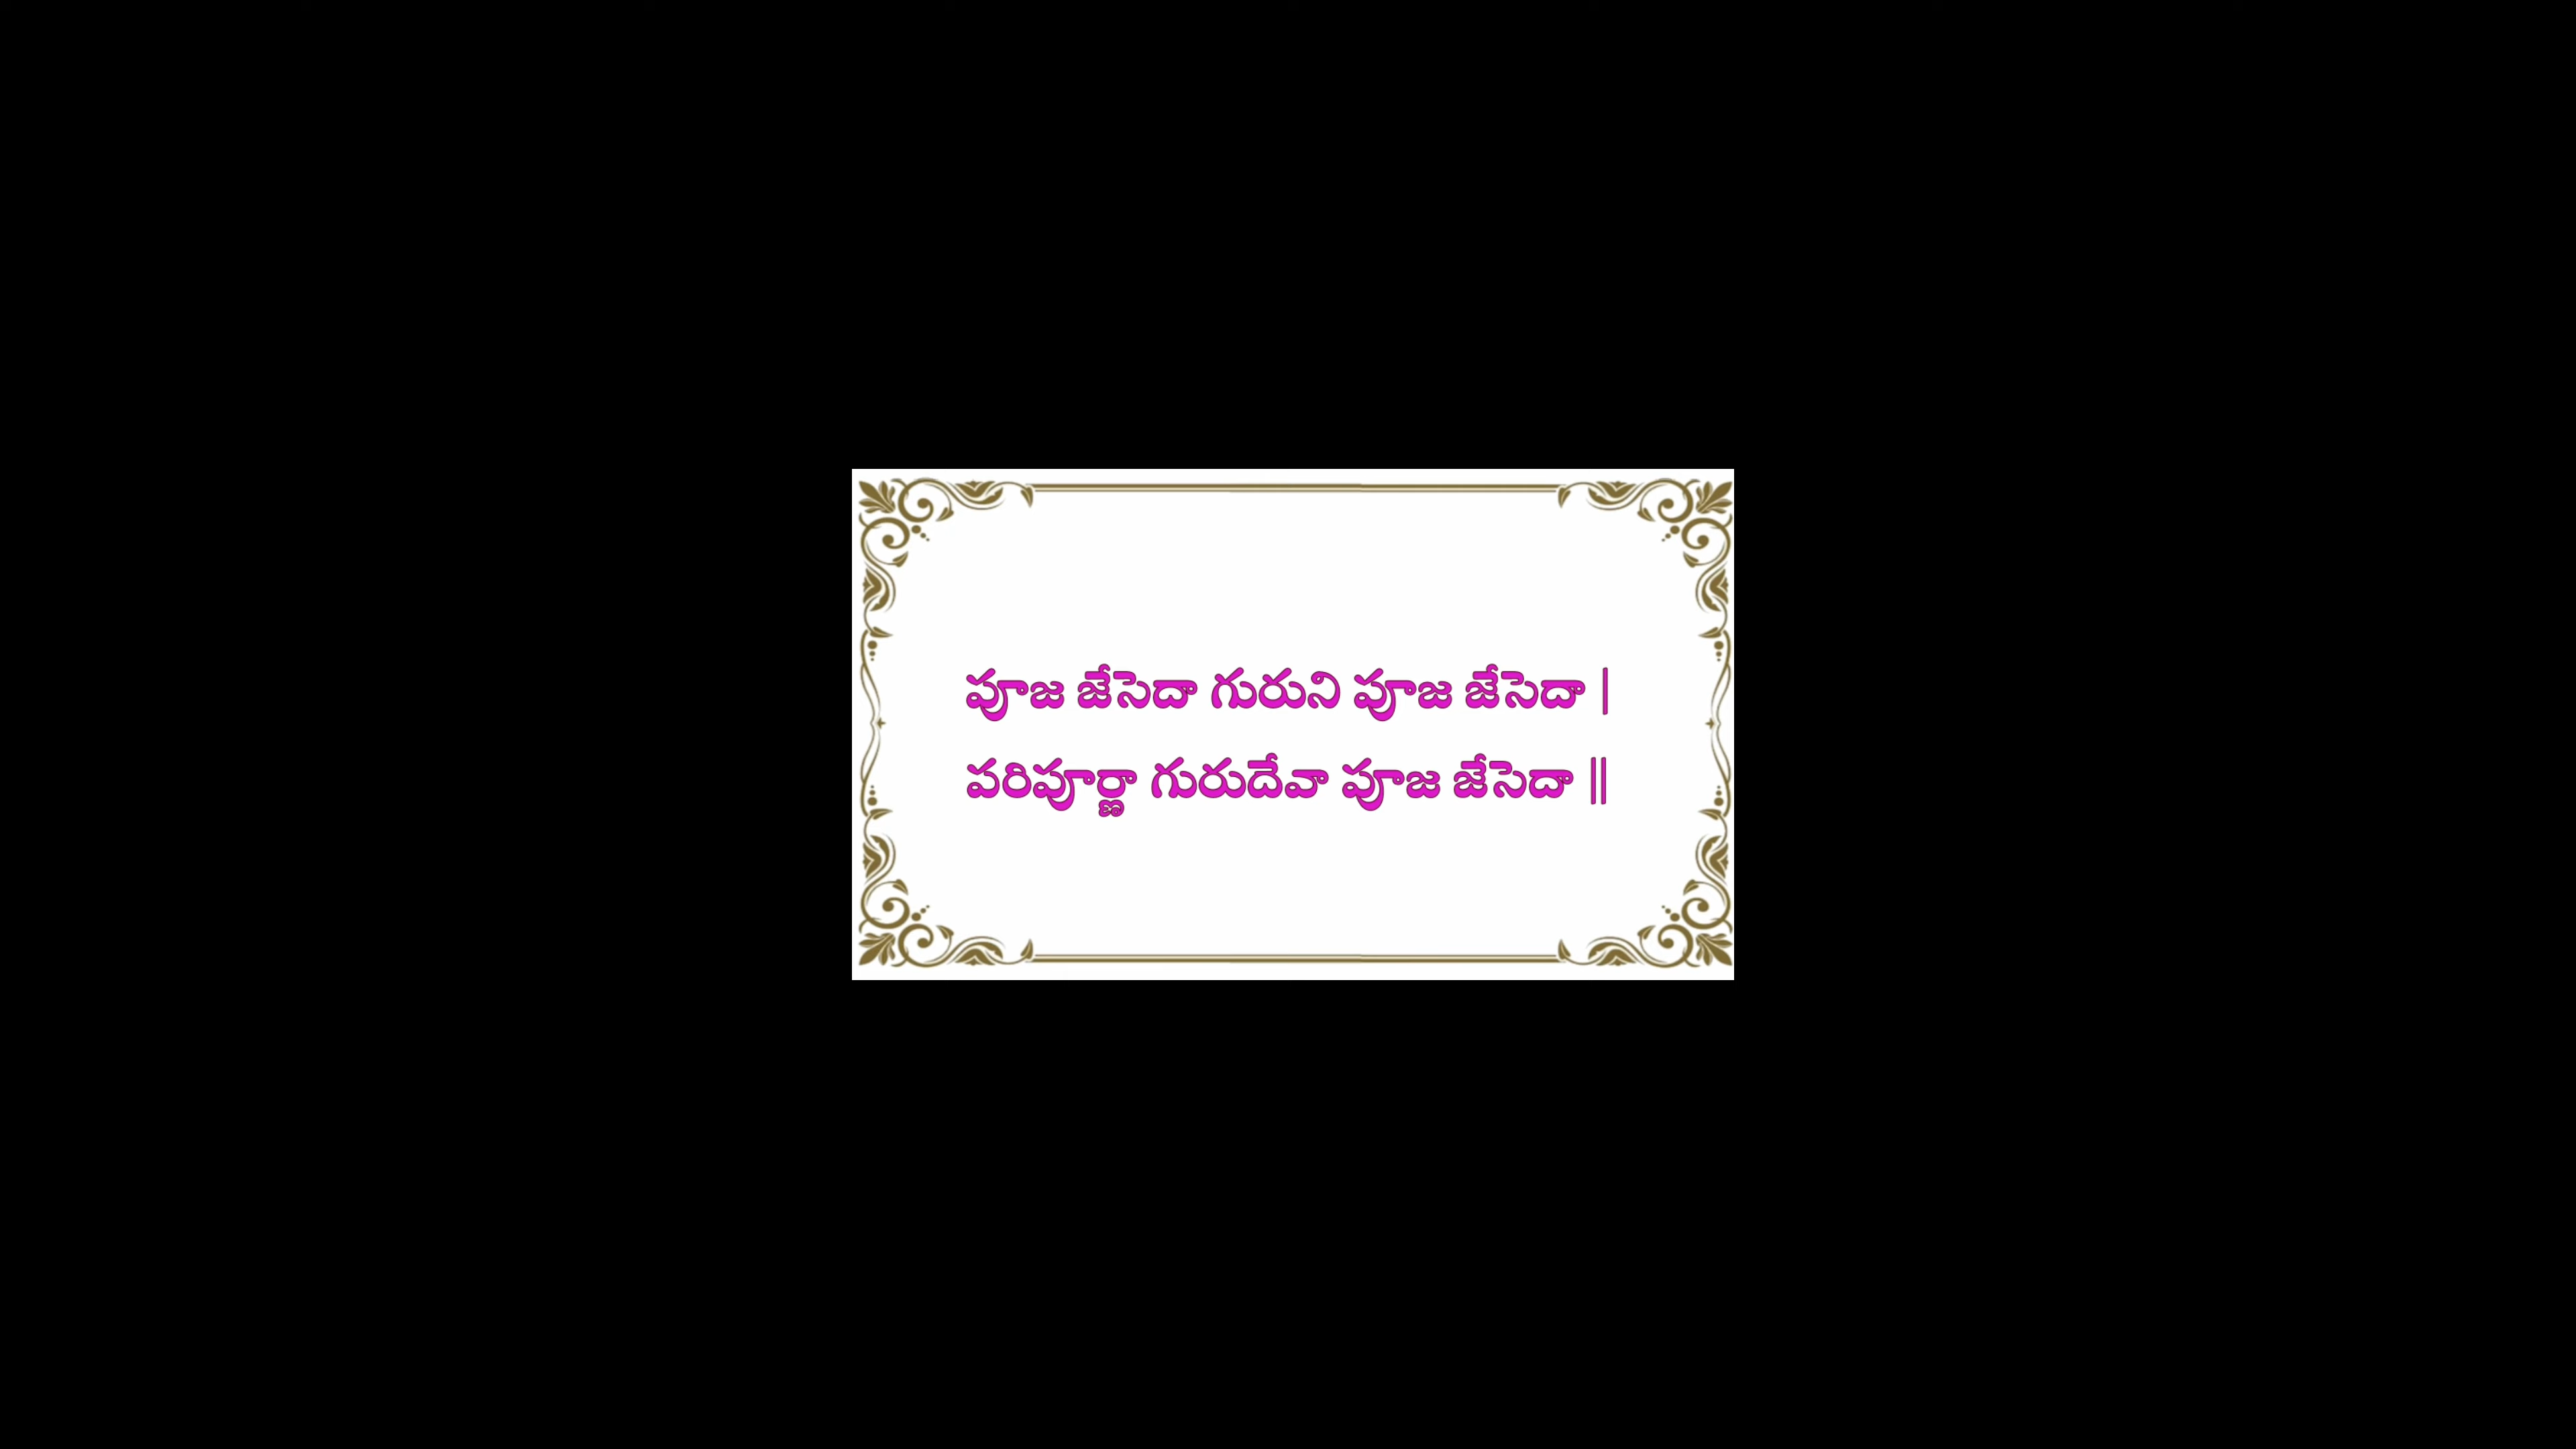 పూజ జేసెదా గురుని పూజ జేసెదా |
పరిపూర్ణా గురుదేవా పూజ జేసెదా ||